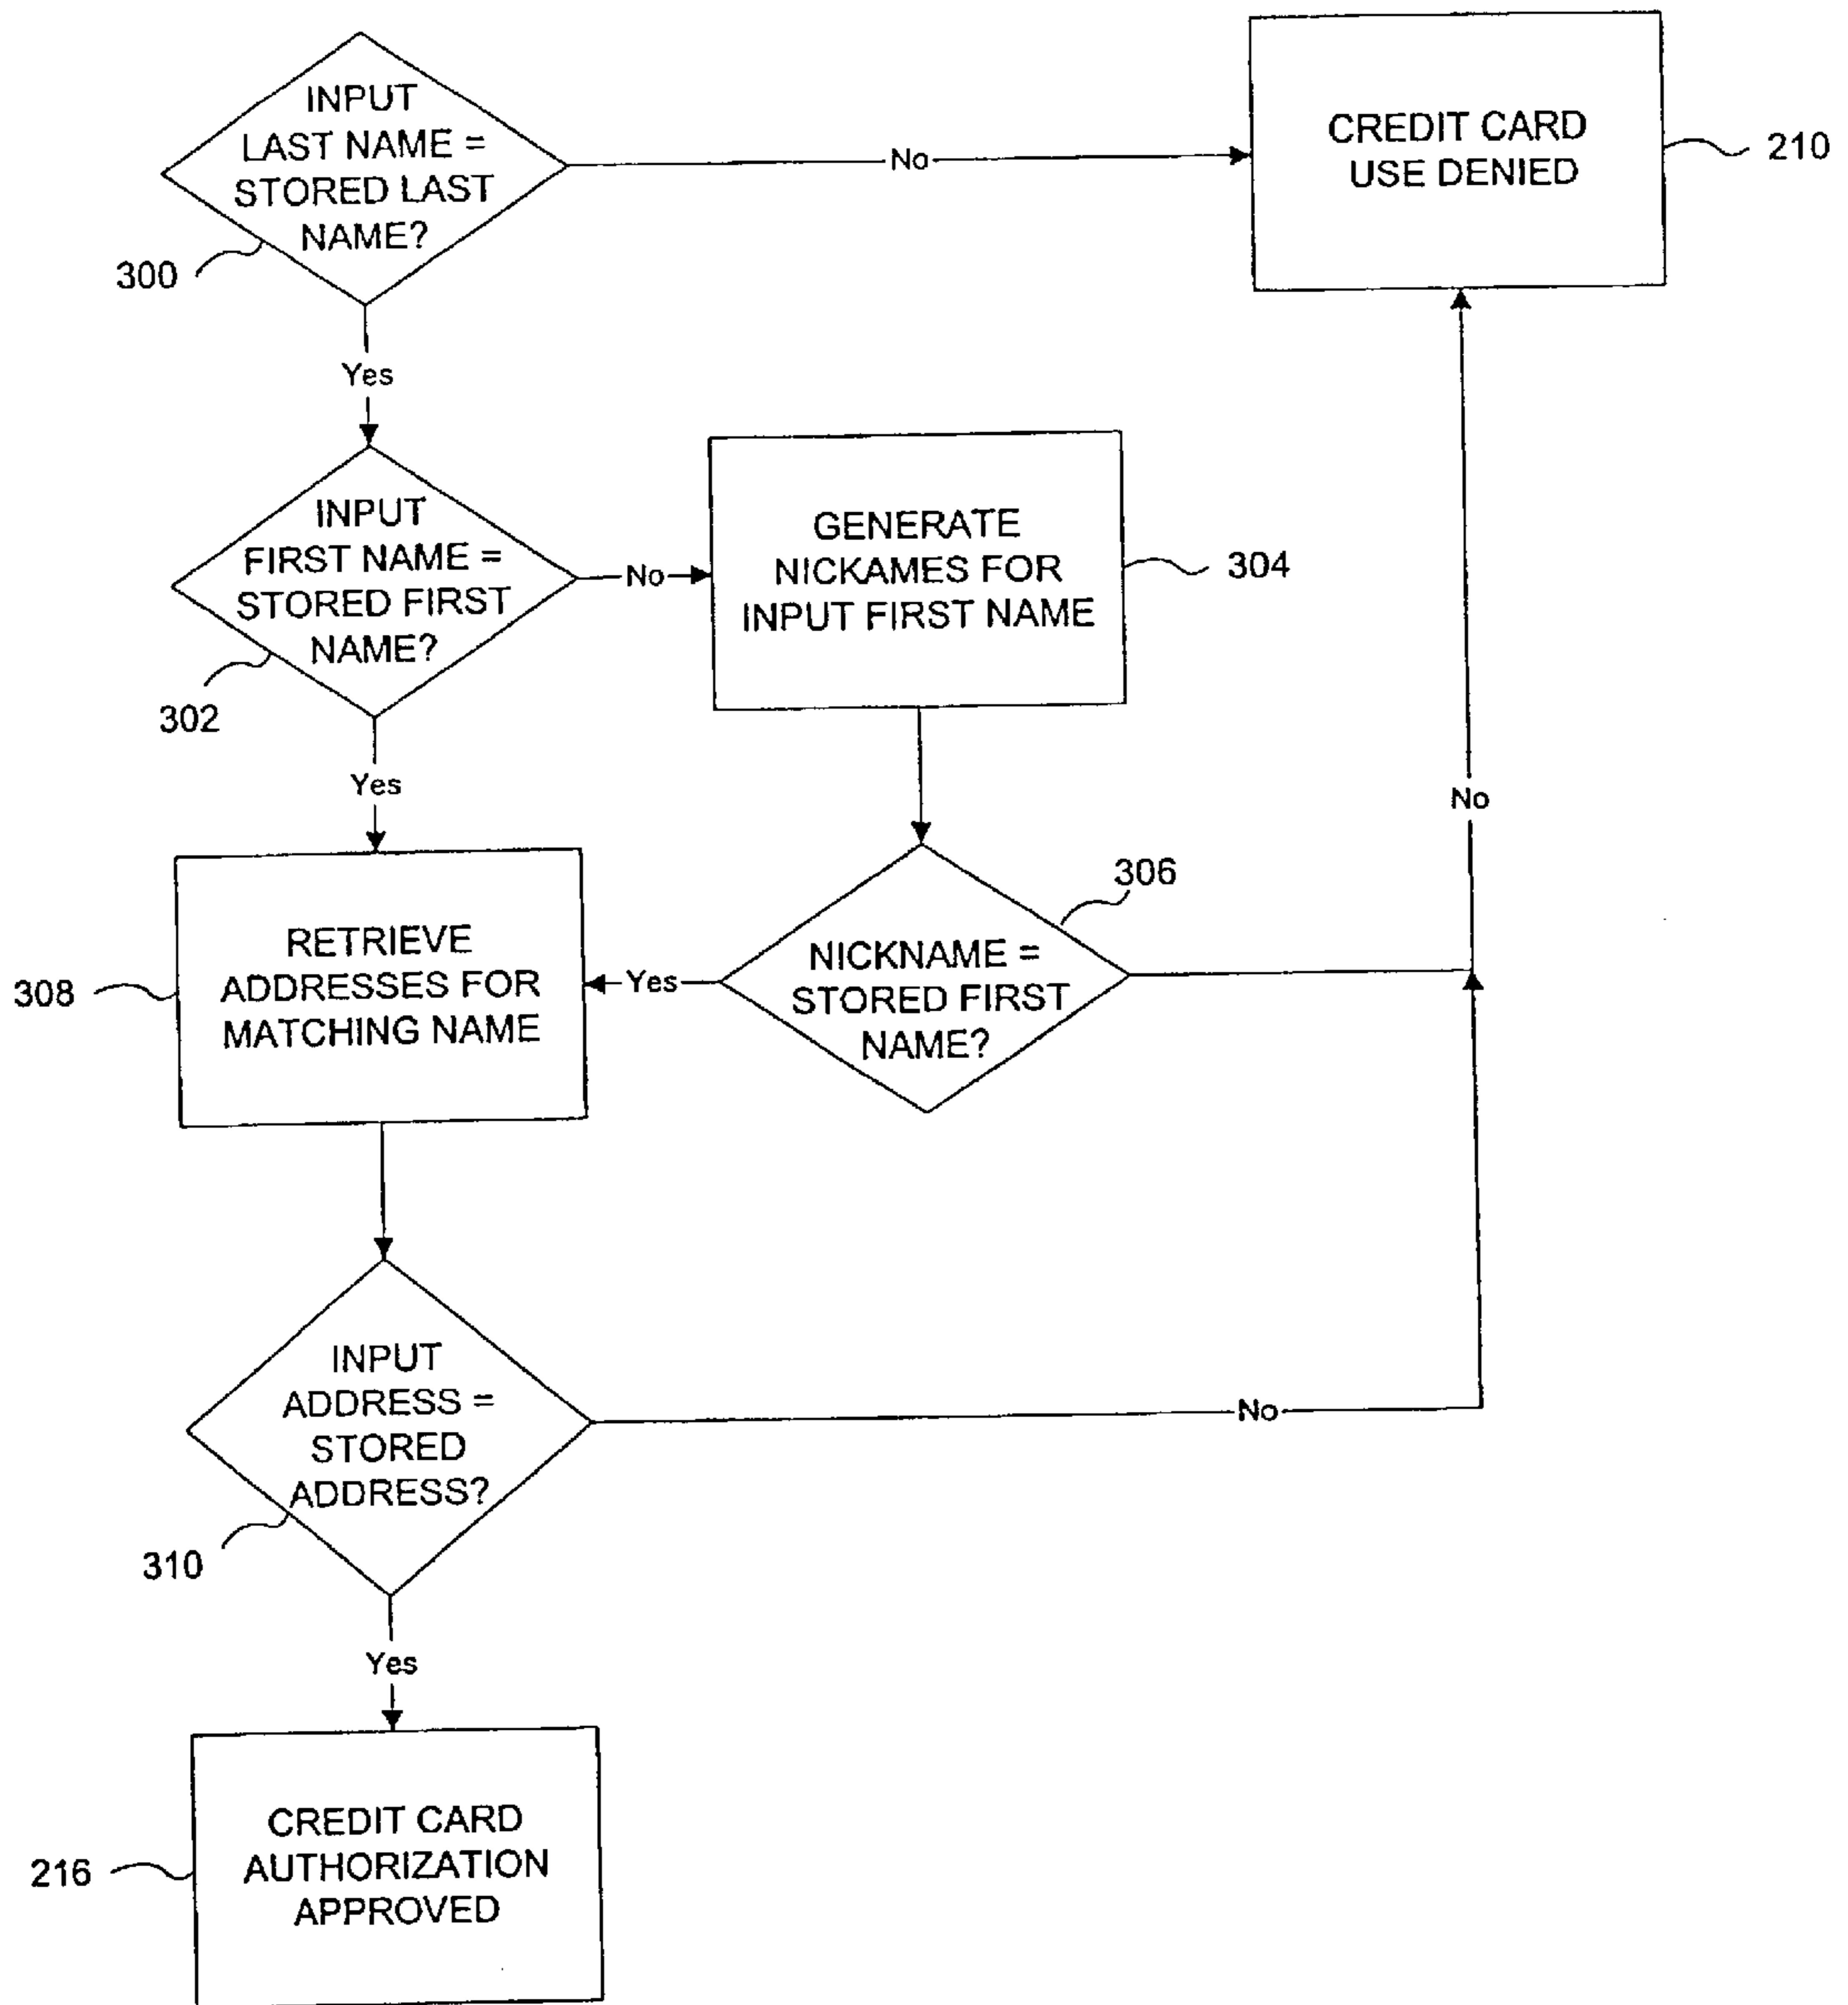 INPUT
LAST NAME =
STORED LAST
NAME?
300
No
CREDIT CARD
USE DENIED
210
Yes
INPUT
FIRST NAME =
STORED FIRST
NAME?
302
No
GENERATE
NICKAMES FOR
INPUT FIRST NAME
304
Yes
No
RETRIEVE
ADDRESSES FOR
MATCHING NAME
308
Yes
NICKNAME =
STORED FIRST
NAME?
306
INPUT
ADDRESS =
STORED
ADDRESS?
310
No
Yes
CREDIT CARD
AUTHORIZATION
APPROVED
216